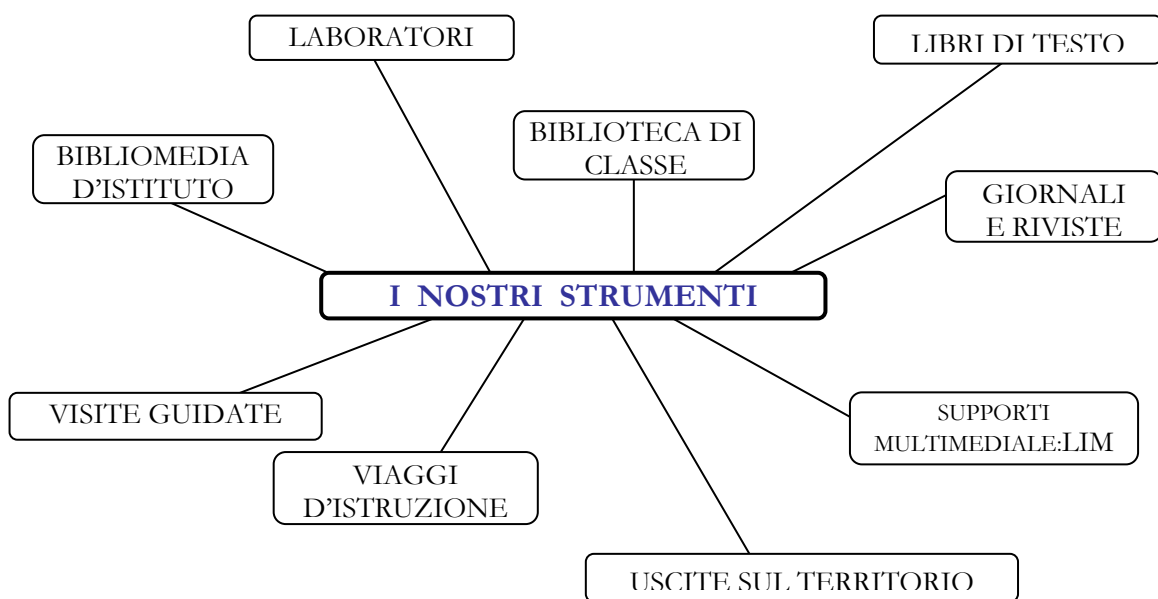 LABORATORI
LIBRI DI TESTO
BIBLIOTECA DI
CLASSE
BIBLIOMEDIA
D'ISTITUTO
GIORNALI
E RIVISTE
I NOSTRI STRUMENTI
VISITE GUIDATE
SUPPORTI
MULTIMEDIALE:LIM
VIAGGI
D'ISTRUZIONE
USCITE SUL TERRITORIO